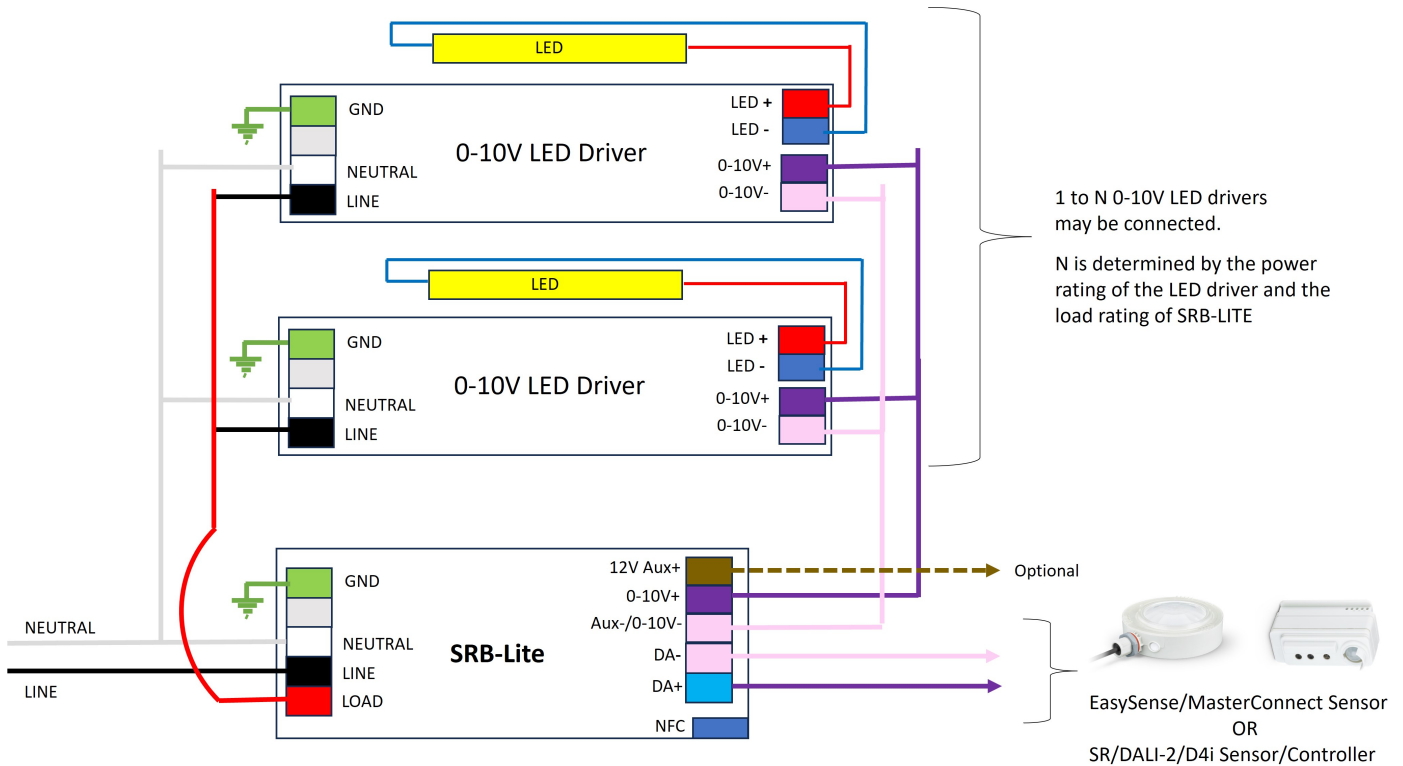 LED
GND
LED +
LED -
0-10V LED Driver
0-10V+
NEUTRAL
0-10V-
LINE
1 to N 0-10V LED drivers
may be connected.
N is determined by the power
rating of the LED driver and the
load rating of SRB-LITE
LED
GND
LED +
LED -
0-10V LED Driver
0-10V+
NEUTRAL
0-10V-
LINE
12V Aux+
Optional
GND
0-10V+
NEUTRAL
Aux-/0-10V-
NEUTRAL
SRB-Lite
DA-
LINE
LINE
DA+
LOAD
NFC
EasySense/MasterConnect Sensor
OR
SR/DALI-2/D4i Sensor/Controller